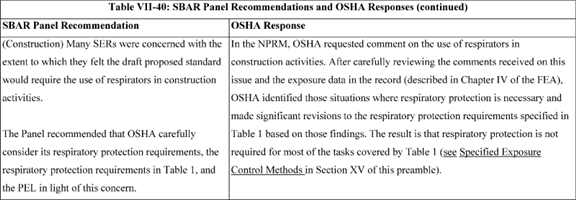 Table VII-40: SBAR Panel Recommendations and OSHA Responses (continued)
SBAR Panel Recommendation
OSHA Response
(Construction) Many SERs were concerned with the
extent to which they felt the draft proposed standard
would require the use of respirators in construction
activities.
The Panel recommended that OSHA carefully
consider its respiratory protection requirements, the
respiratory protection requirements in Table 1, and
the PEL in light of this concern.
In the NPRM, OSHA requested comment on the use of respirators in
construction activities. After carefully reviewing the comments received on this
issue and the exposure data in the record (described in Chapter IV of the FEA),
OSHA identified those situations where respiratory protection is necessary and
made significant revisions to the respiratory protection requirements specified in
Table 1 based on those findings. The result is that respiratory protection is not
required for most of the tasks covered by Table 1 (see Specified Exposure
Control Methods in Section XV of this preamble).